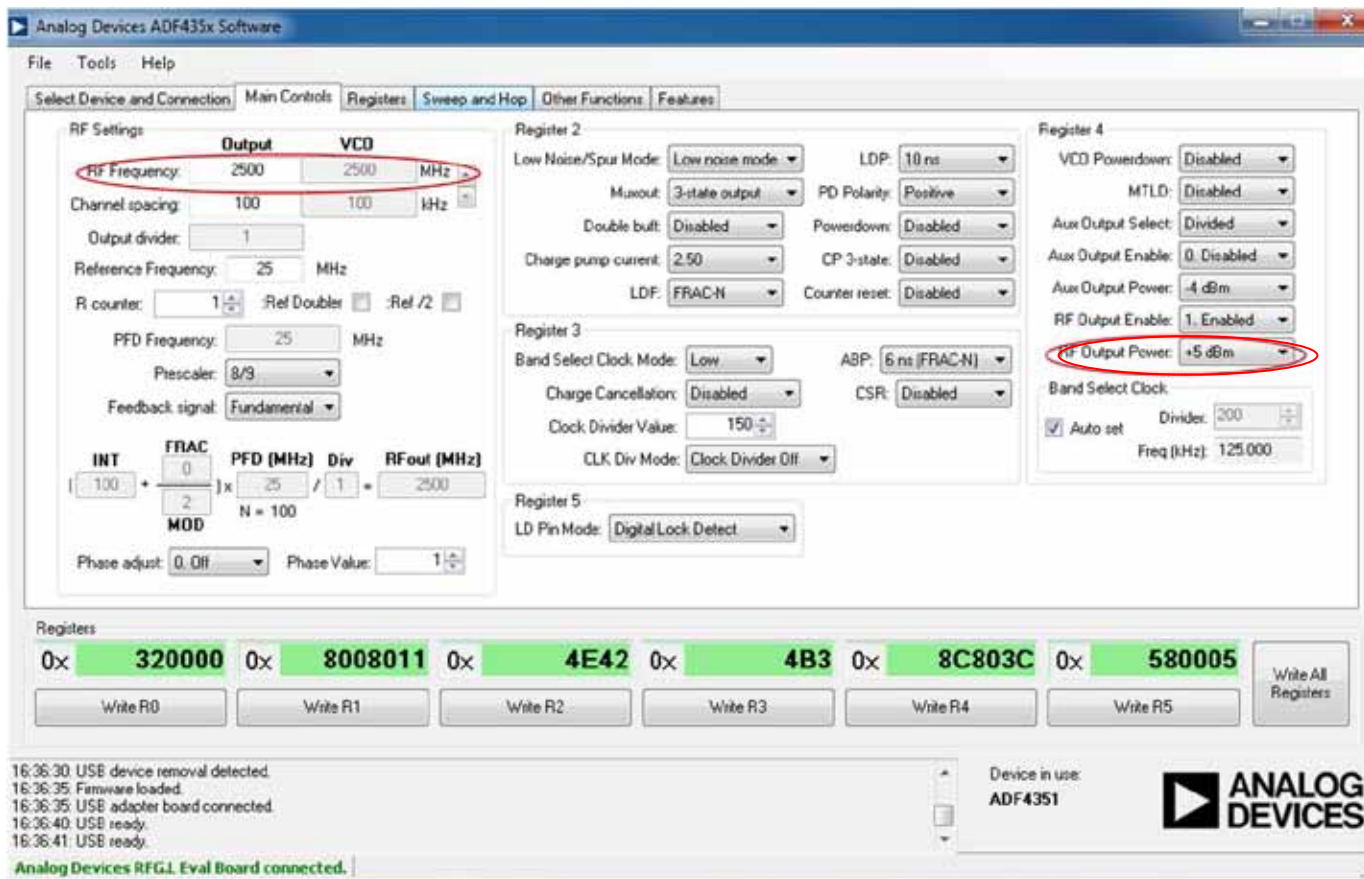 Analog Devices ADF435x Software
File Tools Help
Select Device and Connection Main Controls Registers Sweep and Hop Other Functions Features
RF Settings
Output VCO
RF Frequency: 2500 2500 MHz
Channel spacing: 100 100 kHz
Output divider: 1
Reference Frequency: 25 MHz
R counter: 1 :Ref Doubler :Ref /2
PFD Frequency: 25 MHz
Prescaler: 8/9
Feedback signal: Fundamental
INT FRAC PFD (MHz) Div RFout (MHz)
( 100 + 0 ) x 25 / 1 = 2500
2
MOD
N = 100
Phase adjust: 0. Off Phase Value: 1
Register 2
Low Noise/Spur Mode: Low noise mode LDP: 10 ns
Muxout: 3-state output PD Polarity: Positive
Double buff: Disabled Powerdown: Disabled
Charge pump current: 2.50 CP 3-state: Disabled
LDF: FRAC-N Counter reset: Disabled
Register 3
Band Select Clock Mode: Low ABP: 6 ns (FRAC-N)
Charge Cancellation: Disabled CSR: Disabled
Clock Divider Value: 150
CLK Div Mode: Clock Divider Off
Register 5
LD Pin Mode: Digital Lock Detect
Register 4
VCO Powerdown: Disabled
MTLD: Disabled
Aux Output Select: Divided
Aux Output Enable: 0. Disabled
Aux Output Power: -4 dBm
RF Output Enable: 1. Enabled
RF Output Power: +5 dBm
Band Select Clock
Auto set Divider: 200
Freq (kHz): 125.000
Registers
0x 320000 0x 8008011 0x 4E42 0x 4B3 0x 8C803C 0x 580005
Write R0 Write R1 Write R2 Write R3 Write R4 Write R5 Write All Registers
16:36:30: USB device removal detected.
16:36:35: Firmware loaded.
16:36:35: USB adapter board connected.
16:36:40: USB ready.
16:36:41: USB ready.
Device in use:
ADF4351
ANALOG
DEVICES
Analog Devices RFG.L Eval Board connected.